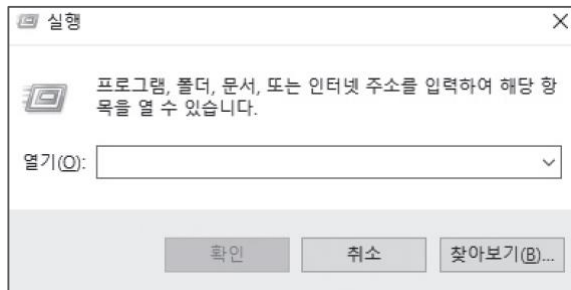 실행
프로그램, 폴더, 문서, 또는 인터넷 주소를 입력하여 해당 항
목을 열 수 있습니다.
열기(O):
확인 취소 찾아보기(B)...